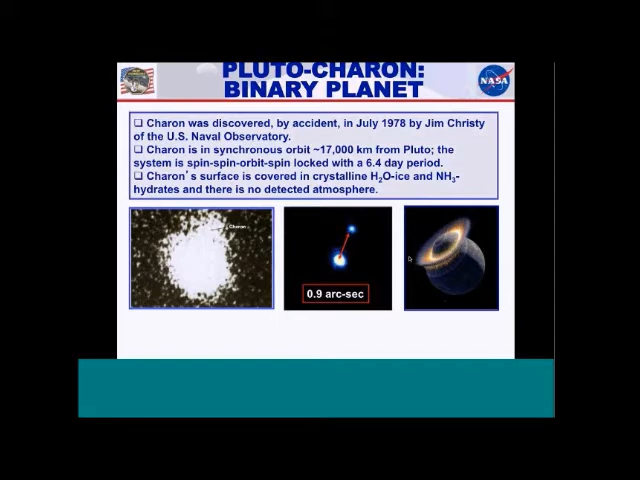 PLUTO-CHARON:
BINARY PLANET
NASA
❑ Charon was discovered, by accident, in July 1978 by Jim Christy
of the U.S. Naval Observatory.
❑ Charon is in synchronous orbit ~17,000 km from Pluto; the
system is spin-spin-orbit-spin locked with a 6.4 day period.
❑ Charon's surface is covered in crystalline H2O-ice and NH3-
hydrates and there is no detected atmosphere.
Charon
0.9 arc-sec